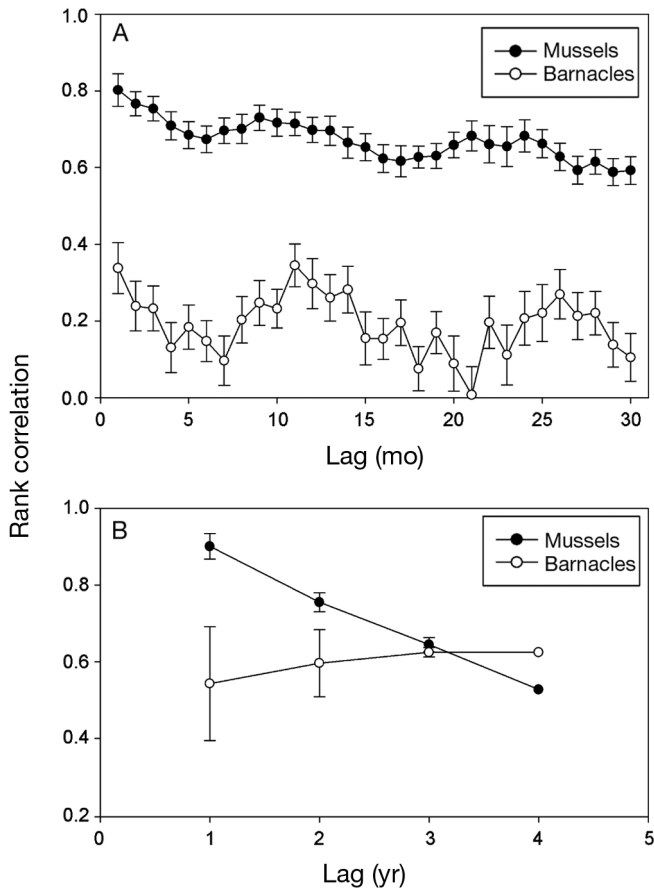 1.0
A
Mussels
Barnacles
0.8
0.6
0.4
0.2
0.0
0 5 10 15 20 25 30
Lag (mo)
Rank correlation
1.0
B
Mussels
Barnacles
0.8
0.6
0.4
0.2
0 1 2 3 4 5
Lag (yr)